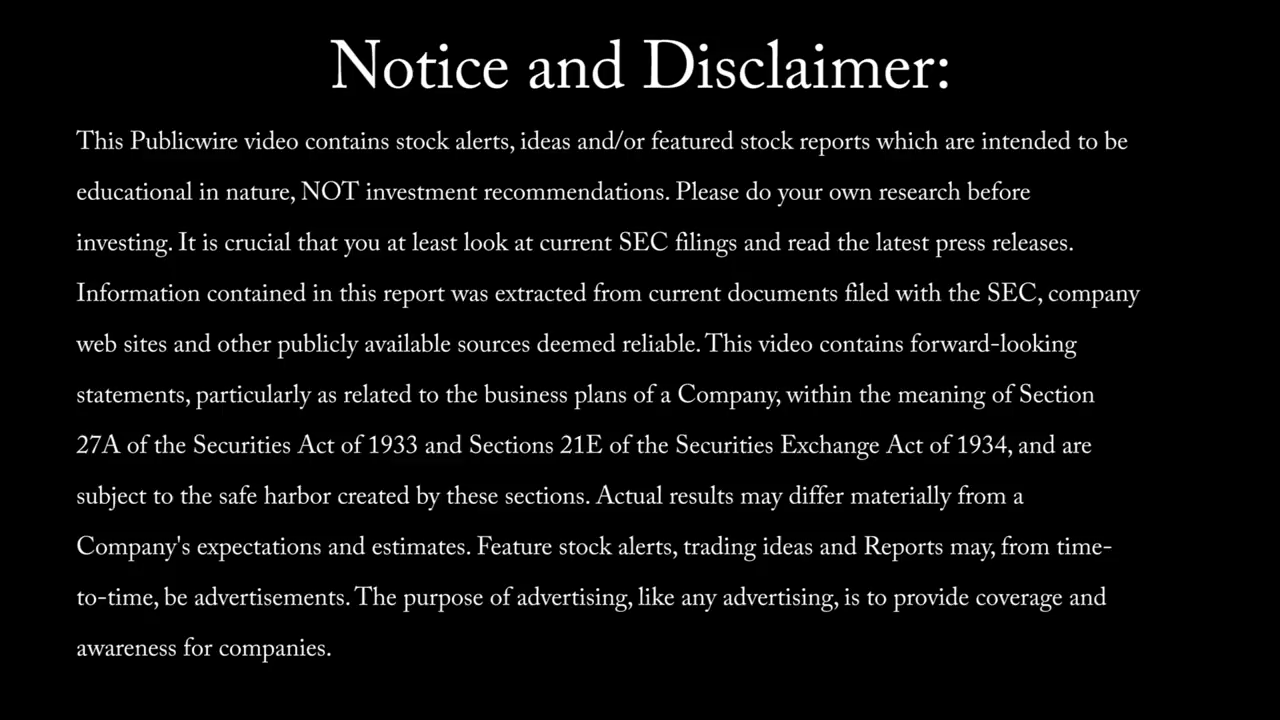 Notice and Disclaimer:
This Publicwire video contains stock alerts, ideas and/or featured stock reports which are intended to be
educational in nature, NOT investment recommendations. Please do your own research before
investing. It is crucial that you at least look at current SEC filings and read the latest press releases.
Information contained in this report was extracted from current documents filed with the SEC, company
web sites and other publicly available sources deemed reliable. This video contains forward-looking
statements, particularly as related to the business plans of a Company, within the meaning of Section
27A of the Securities Act of 1933 and Sections 21E of the Securities Exchange Act of 1934, and are
subject to the safe harbor created by these sections. Actual results may differ materially from a
Company's expectations and estimates. Feature stock alerts, trading ideas and Reports may, from time-
to-time, be advertisements. The purpose of advertising, like any advertising, is to provide coverage and
awareness for companies.